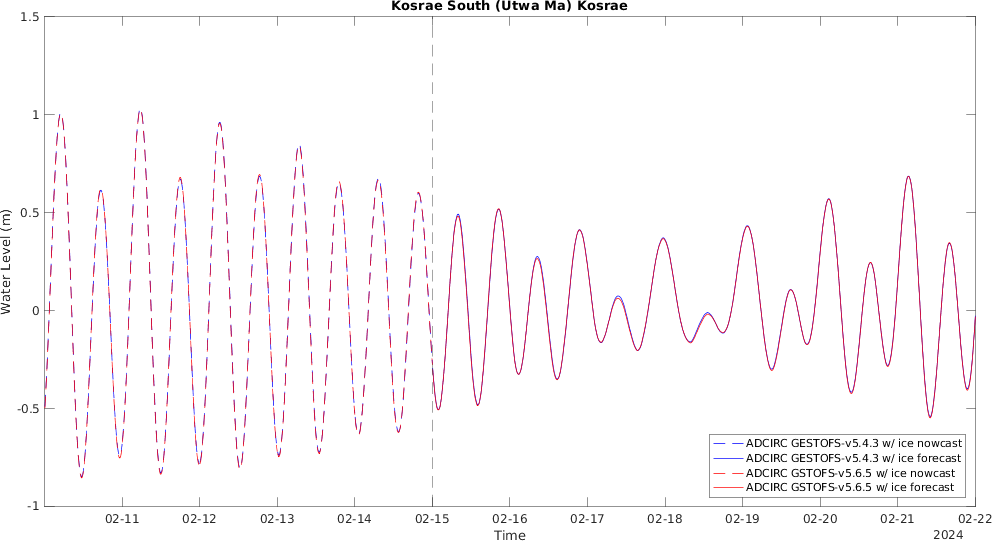 Kosrae South (Utwa Ma) Kosrae
1.5
1
0.5
0
-0.5
-1
Water Level (m)
ADCIRC GESTOFS-v5.4.3 w/ ice nowcast
ADCIRC GESTOFS-v5.4.3 w/ ice forecast
ADCIRC GSTOFS-v5.6.5 w/ ice nowcast
ADCIRC GSTOFS-v5.6.5 w/ ice forecast
02-11 02-12 02-13 02-14 02-15 02-16 02-17 02-18 02-19 02-20 02-21 02-22
Time
2024